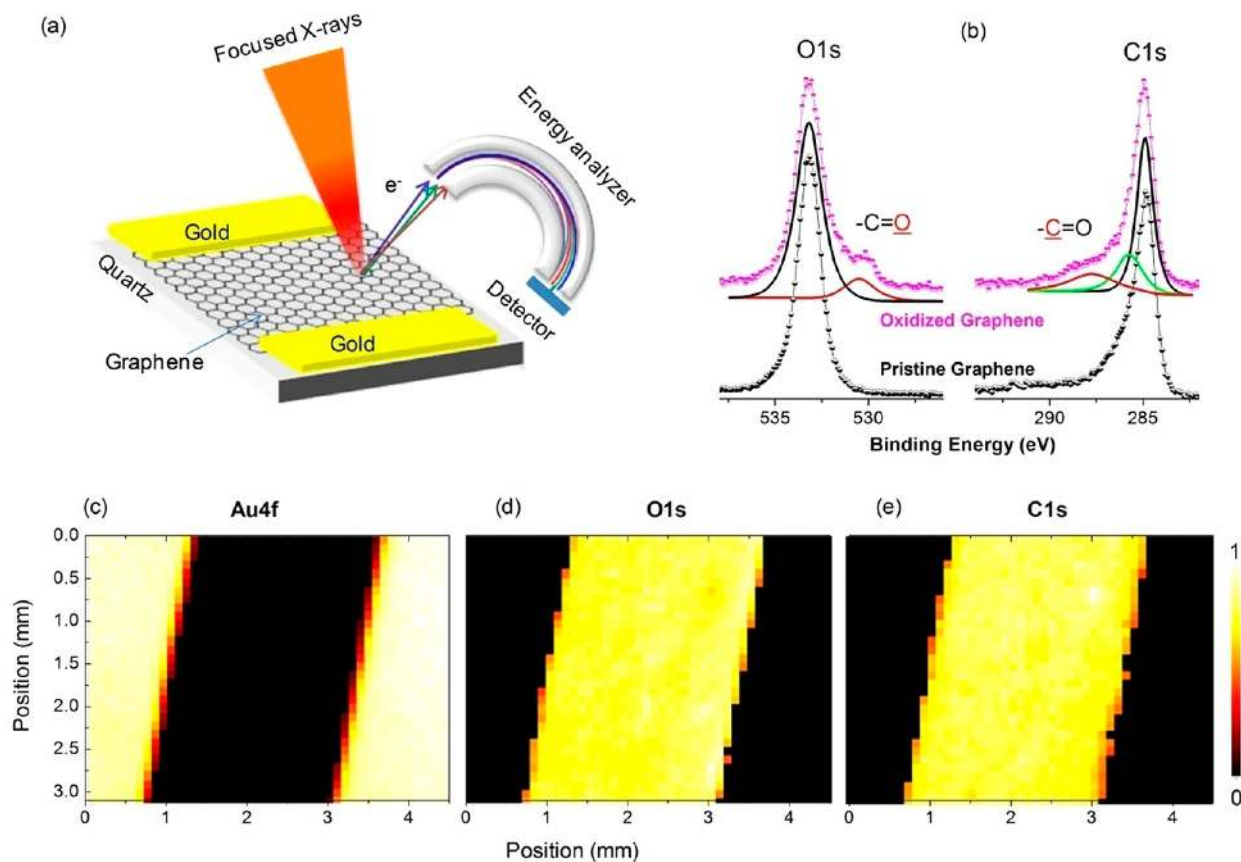 (a)
Focused X-rays
Energy analyzer
e-
Gold
Quartz
Detector
Graphene
Gold
(b)
O1s
C1s
-C=O
-C=O
Oxidized Graphene
Pristine Graphene
535
530
290
285
Binding Energy (eV)
(c)
Au4f
(d)
O1s
(e)
C1s
0.0
0.5
1.0
1.5
2.0
2.5
3.0
Position (mm)
0 1 2 3 4
0 1 2 3 4
0 1 2 3 4
Position (mm)
1
0